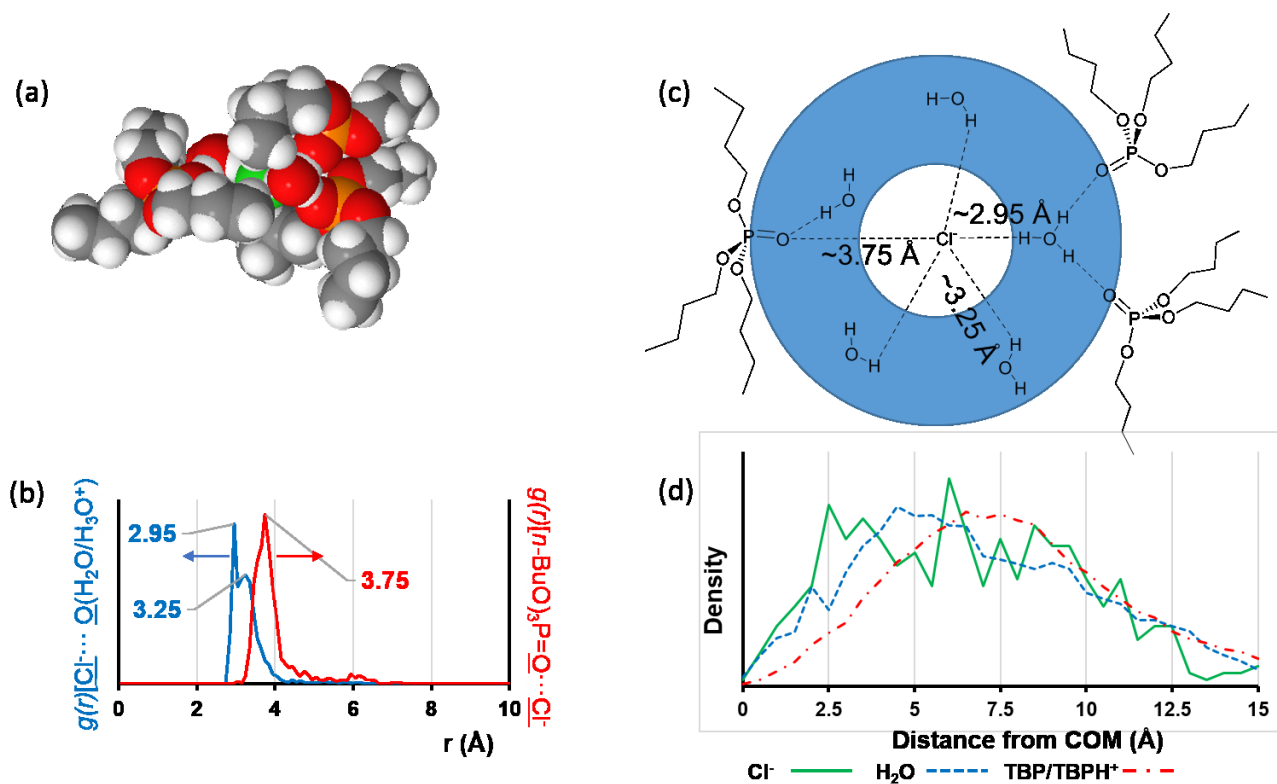 (a)
(c)
H-O
H
H
H
O
H
~2.95 Å
H
Cl⁻
H-O
H
~3.75 Å
~3.25 Å
H
O-H
H
O
H
P=O
O
O
O
O
O
P
O
O
O
O
P
O
O
(b)
g(r)[Cl⁻··· O(H₂O/H₃O⁺)
2.95
3.25
3.75
g(r)[n-BuO)₃P=O···Cl⁻
0 2 4 6 8 10
r (Å)
(d)
Density
0 2.5 5 7.5 10 12.5 15
Distance from COM (Å)
Cl⁻ H₂O TBP/TBPH⁺